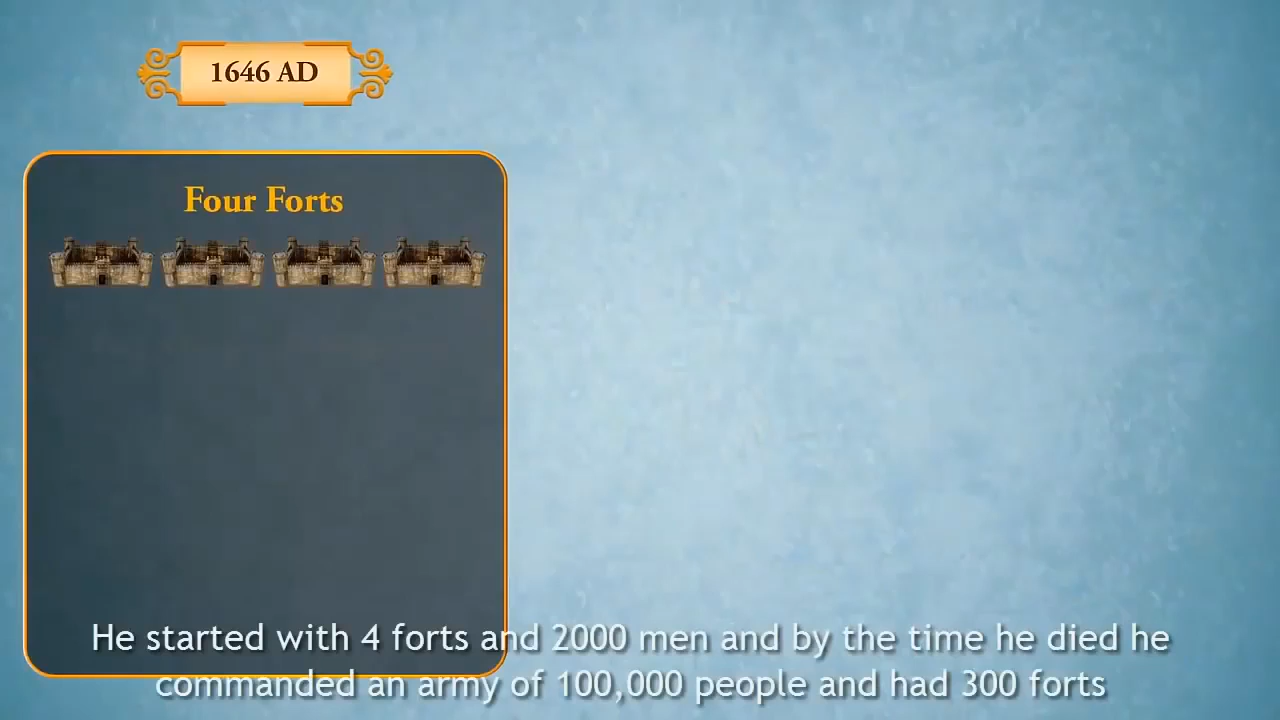 1646 AD
Four Forts
He started with 4 forts and 2000 men and by the time he died he
commanded an army of 100,000 people and had 300 forts